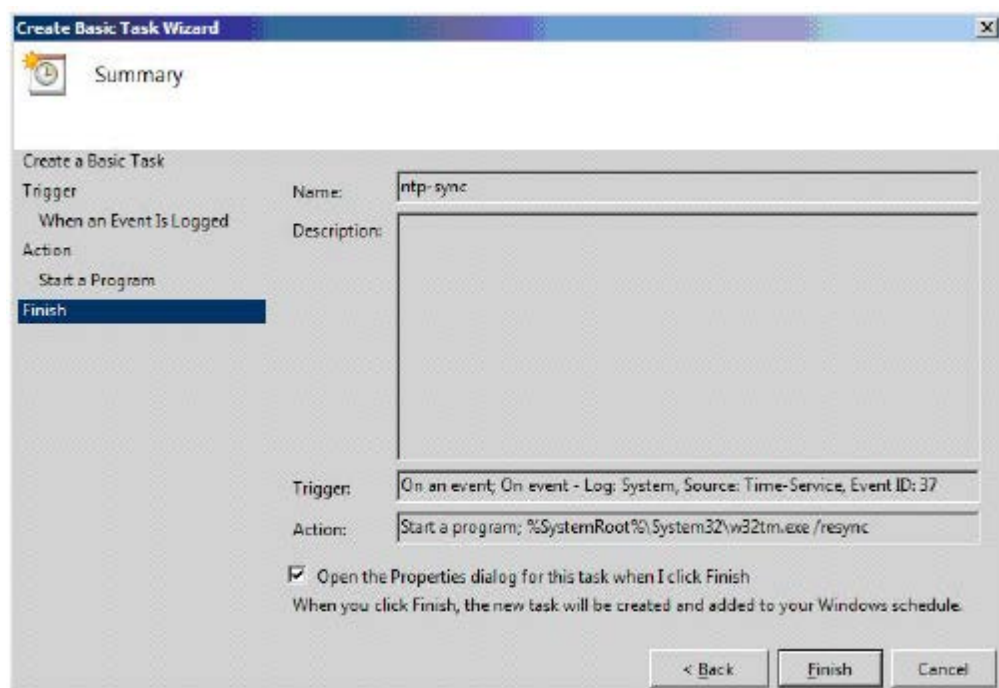 Create Basic Task Wizard
Summary
Create a Basic Task
Trigger
When an Event Is Logged
Action
Start a Program
Finish
Name: ntp-sync
Description:
Trigger: On an event; On event - Log: System, Source: Time-Service, Event ID: 37
Action: Start a program; %SystemRoot%\System32\w32tm.exe /resync
Open the Properties dialog for this task when I click Finish
When you click Finish, the new task will be created and added to your Windows schedule.
< Back Finish Cancel